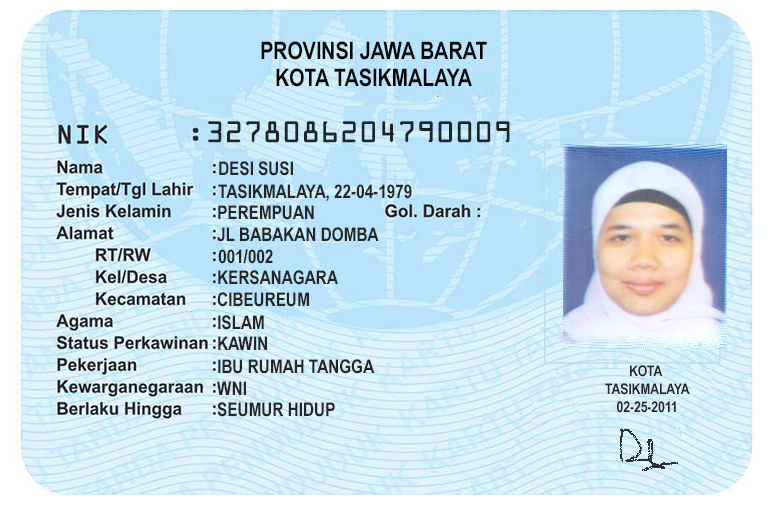 PROVINSI JAWA BARAT
KOTA TASIKMALAYA
NIK :3278086204790009
Nama :DESI SUSI
Tempat/Tgl Lahir :TASIKMALAYA, 22-04-1979
Jenis Kelamin :PEREMPUAN Gol. Darah :
Alamat :JL BABAKAN DOMBA
RT/RW :001/002
Kel/Desa :KERSANAGARA
Kecamatan :CIBEUREUM
Agama :ISLAM
Status Perkawinan :KAWIN
Pekerjaan :IBU RUMAH TANGGA
Kewarganegaraan :WNI
Berlaku Hingga :SEUMUR HIDUP
KOTA
TASIKMALAYA
02-25-2011